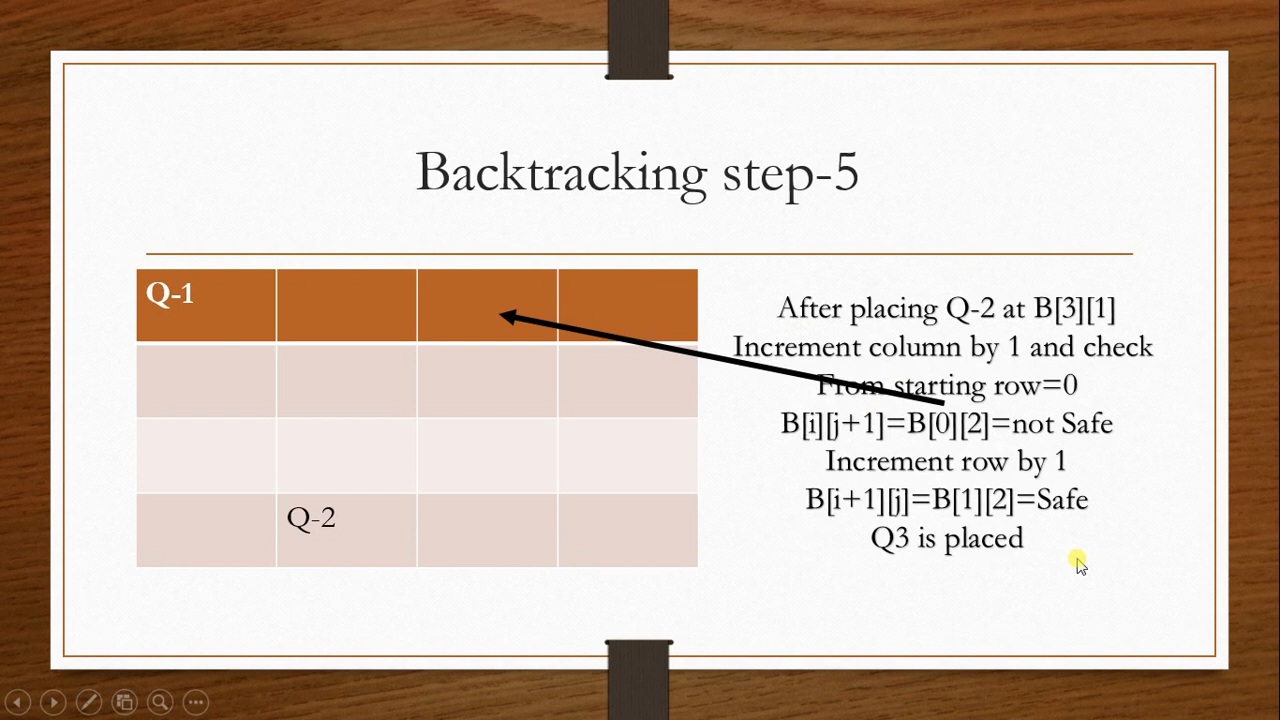 Backtracking step-5
Q-1
Q-2
After placing Q-2 at B[3][1]
Increment column by 1 and check
From starting row=0
B[i][j+1]=B[0][2]=not Safe
Increment row by 1
B[i+1][j]=B[1][2]=Safe
Q3 is placed